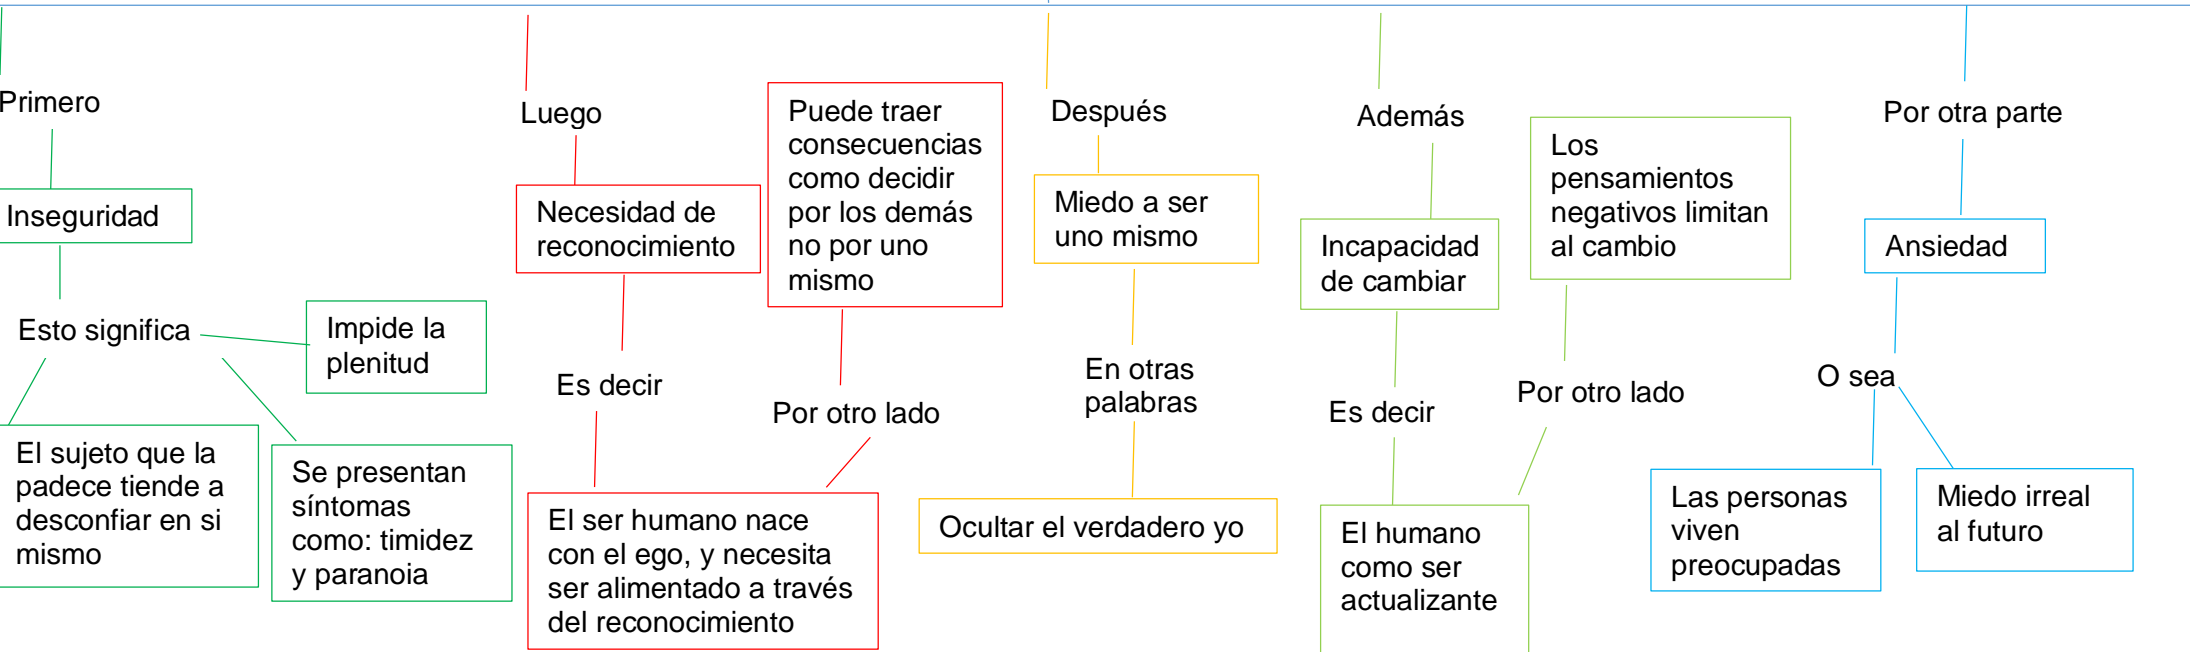 Primero
Inseguridad
Esto significa
Impide la
plenitud
El sujeto que la
padece tiende a
desconfiar en si
mismo
Se presentan
síntomas
como: timidez
y paranoia
Luego
Necesidad de
reconocimiento
Es decir
El ser humano nace
con el ego, y necesita
ser alimentado a través
del reconocimiento
Por otro lado
Puede traer
consecuencias
como decidir
por los demás
no por uno
mismo
Después
Miedo a ser
uno mismo
En otras
palabras
Ocultar el verdadero yo
Además
Incapacidad
de cambiar
Es decir
El humano
como ser
actualizante
Por otro lado
Los
pensamientos
negativos limitan
al cambio
Por otra parte
Ansiedad
O sea
Las personas
viven
preocupadas
Miedo irreal
al futuro